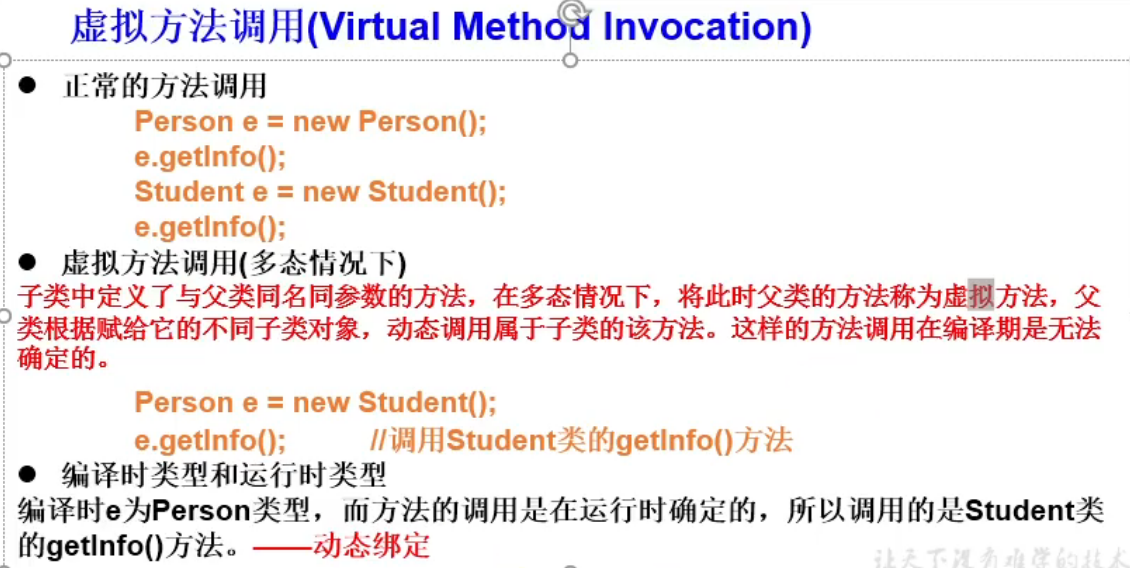 虚拟方法调用(Virtual Method Invocation)
● 正常的方法调用
Person e = new Person();
e.getInfo();
Student e = new Student();
e.getInfo();
● 虚拟方法调用(多态情况下)
子类中定义了与父类同名同参数的方法，在多态情况下，将此时父类的方法称为虚拟方法，父
类根据赋给它的不同子类对象，动态调用属于子类的该方法。这样的方法调用在编译期是无法
确定的。
Person e = new Student();
e.getInfo(); //调用Student类的getInfo()方法
● 编译时类型和运行时类型
编译时e为Person类型，而方法的调用是在运行时确定的，所以调用的是Student类
的getInfo()方法。——动态绑定
让天下没有难学的技术